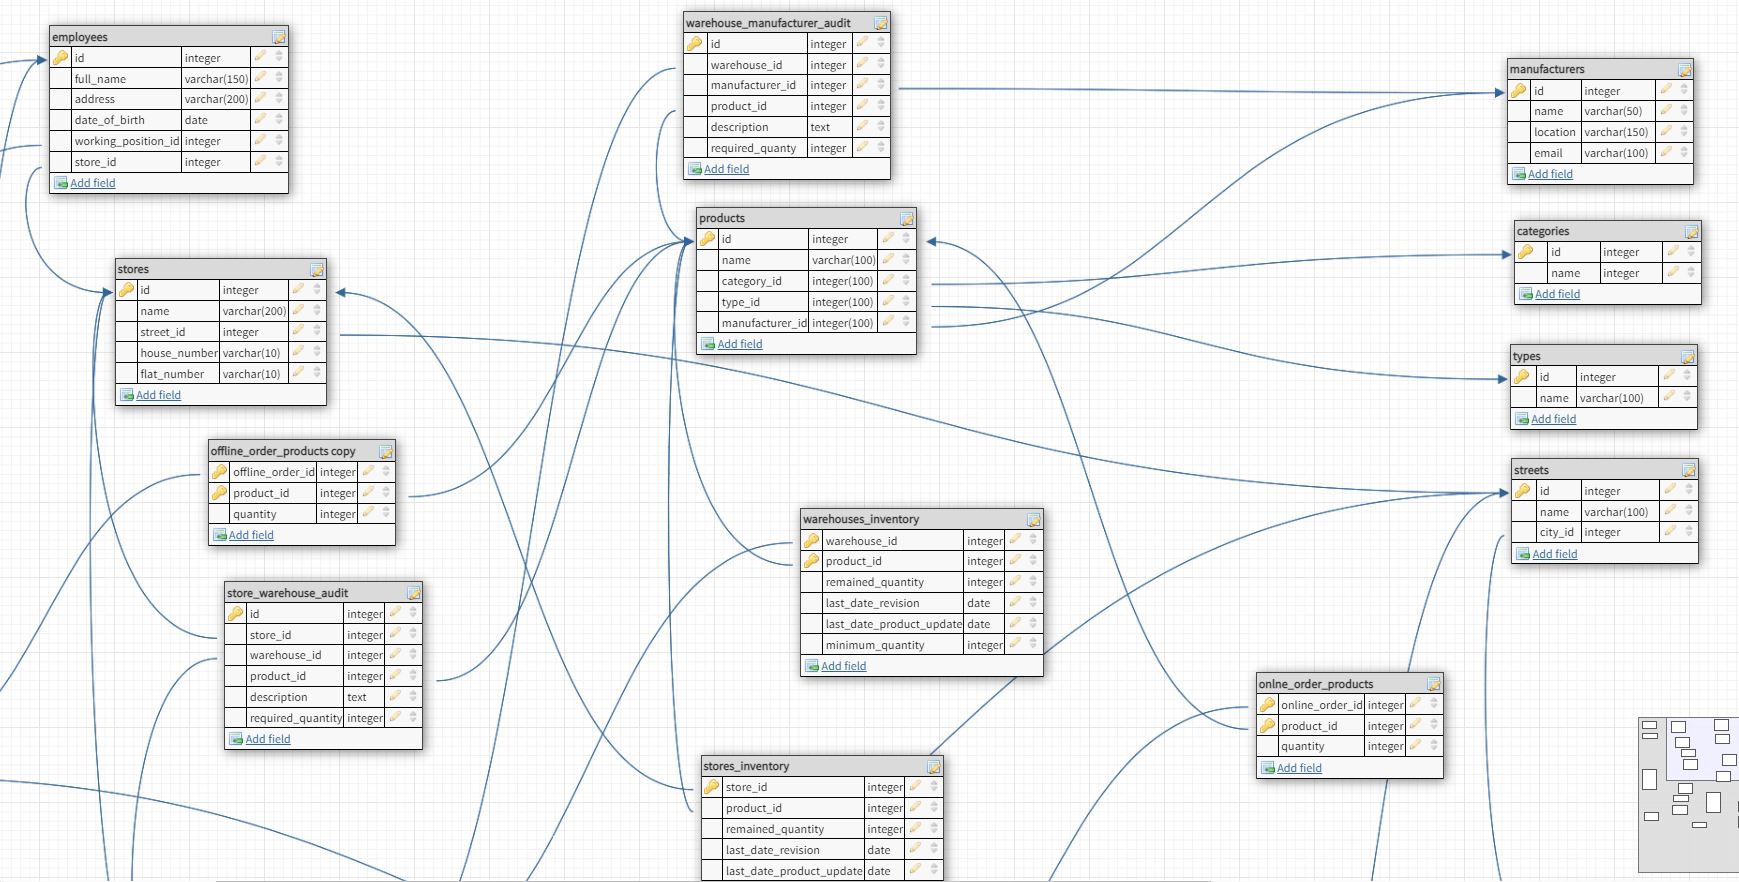 employees
id integer
full_name varchar(150)
address varchar(200)
date_of_birth date
working_position_id integer
store_id integer
Add field
warehouse_manufacturer_audit
id integer
warehouse_id integer
manufacturer_id integer
product_id integer
description text
required_quanty integer
Add field
manufacturers
id integer
name varchar(50)
location varchar(150)
email varchar(100)
Add field
products
id integer
name varchar(100)
category_id integer(100)
type_id integer(100)
manufacturer_id integer(100)
Add field
categories
id integer
name integer
Add field
stores
id integer
name varchar(200)
street_id integer
house_number varchar(10)
flat_number varchar(10)
Add field
types
id integer
name varchar(100)
Add field
offline_order_products copy
offline_order_id integer
product_id integer
quantity integer
Add field
streets
id integer
name varchar(100)
city_id integer
Add field
warehouses_inventory
warehouse_id integer
product_id integer
remained_quantity integer
last_date_revision date
last_date_product_update date
minimum_quantity integer
Add field
store_warehouse_audit
id integer
store_id integer
warehouse_id integer
product_id integer
description text
required_quantity integer
Add field
onlne_order_products
online_order_id integer
product_id integer
quantity integer
Add field
stores_inventory
store_id integer
product_id integer
remained_quantity integer
last_date_revision date
last_date_product_update date